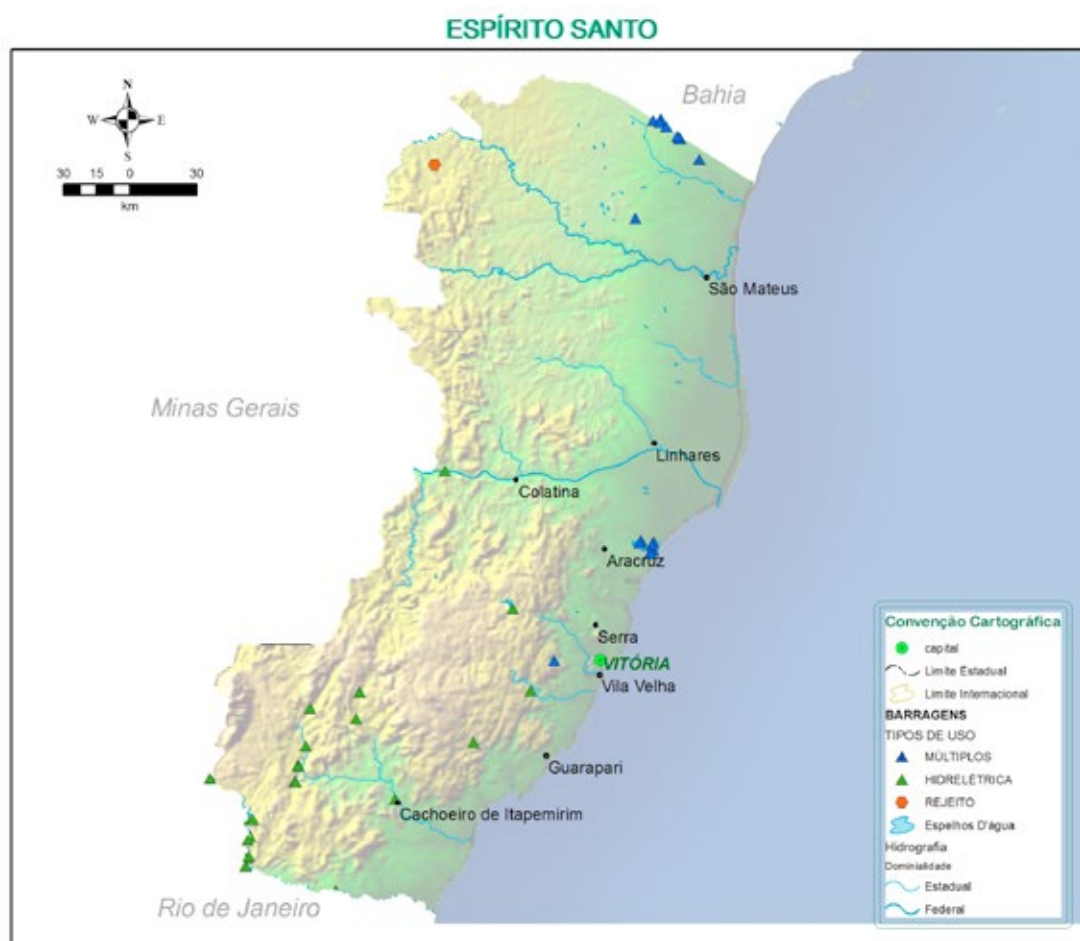 ESPÍRITO SANTO
Bahia
N
W E
S
30 15 0 30
km
São Mateus
Minas Gerais
Linhares
Colatina
Aracruz
Serra
VITÓRIA
Vila Velha
Guarapari
Cachoeiro de Itapemirim
Rio de Janeiro
Convenção Cartográfica
capital
Limite Estadual
Limite Internacional
BARRAGENS
TIPOS DE USO
MÚLTIPLOS
HIDRELÉTRICA
REJEITO
Espelhos D'água
Hidrografia
Dominialidade
Estadual
Federal